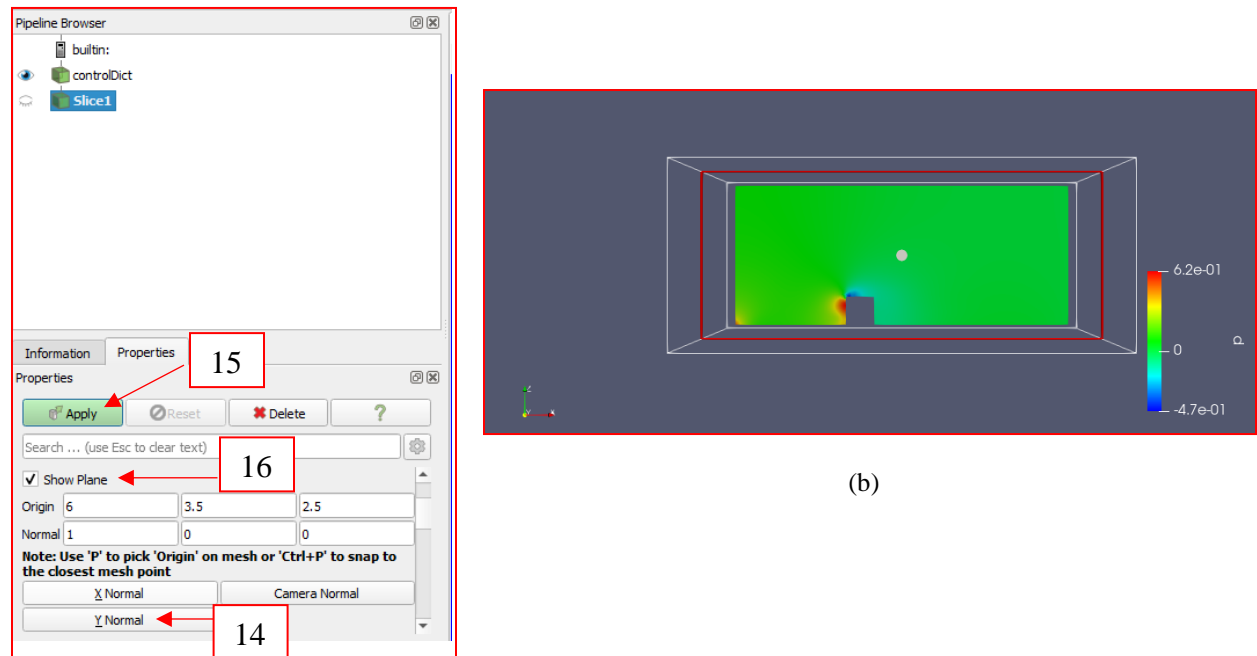 Pipeline Browser
builtin:
controlDict
Slice1
Information Properties
15
Properties
Apply Reset Delete ?
Search ... (use Esc to clear text)
16
Show Plane
Origin 6 3.5 2.5
Normal 1 0 0
Note: Use 'P' to pick 'Origin' on mesh or 'Ctrl+P' to snap to
the closest mesh point
X Normal Camera Normal
Y Normal
14
6.2e-01
0
-4.7e-01
p
(b)